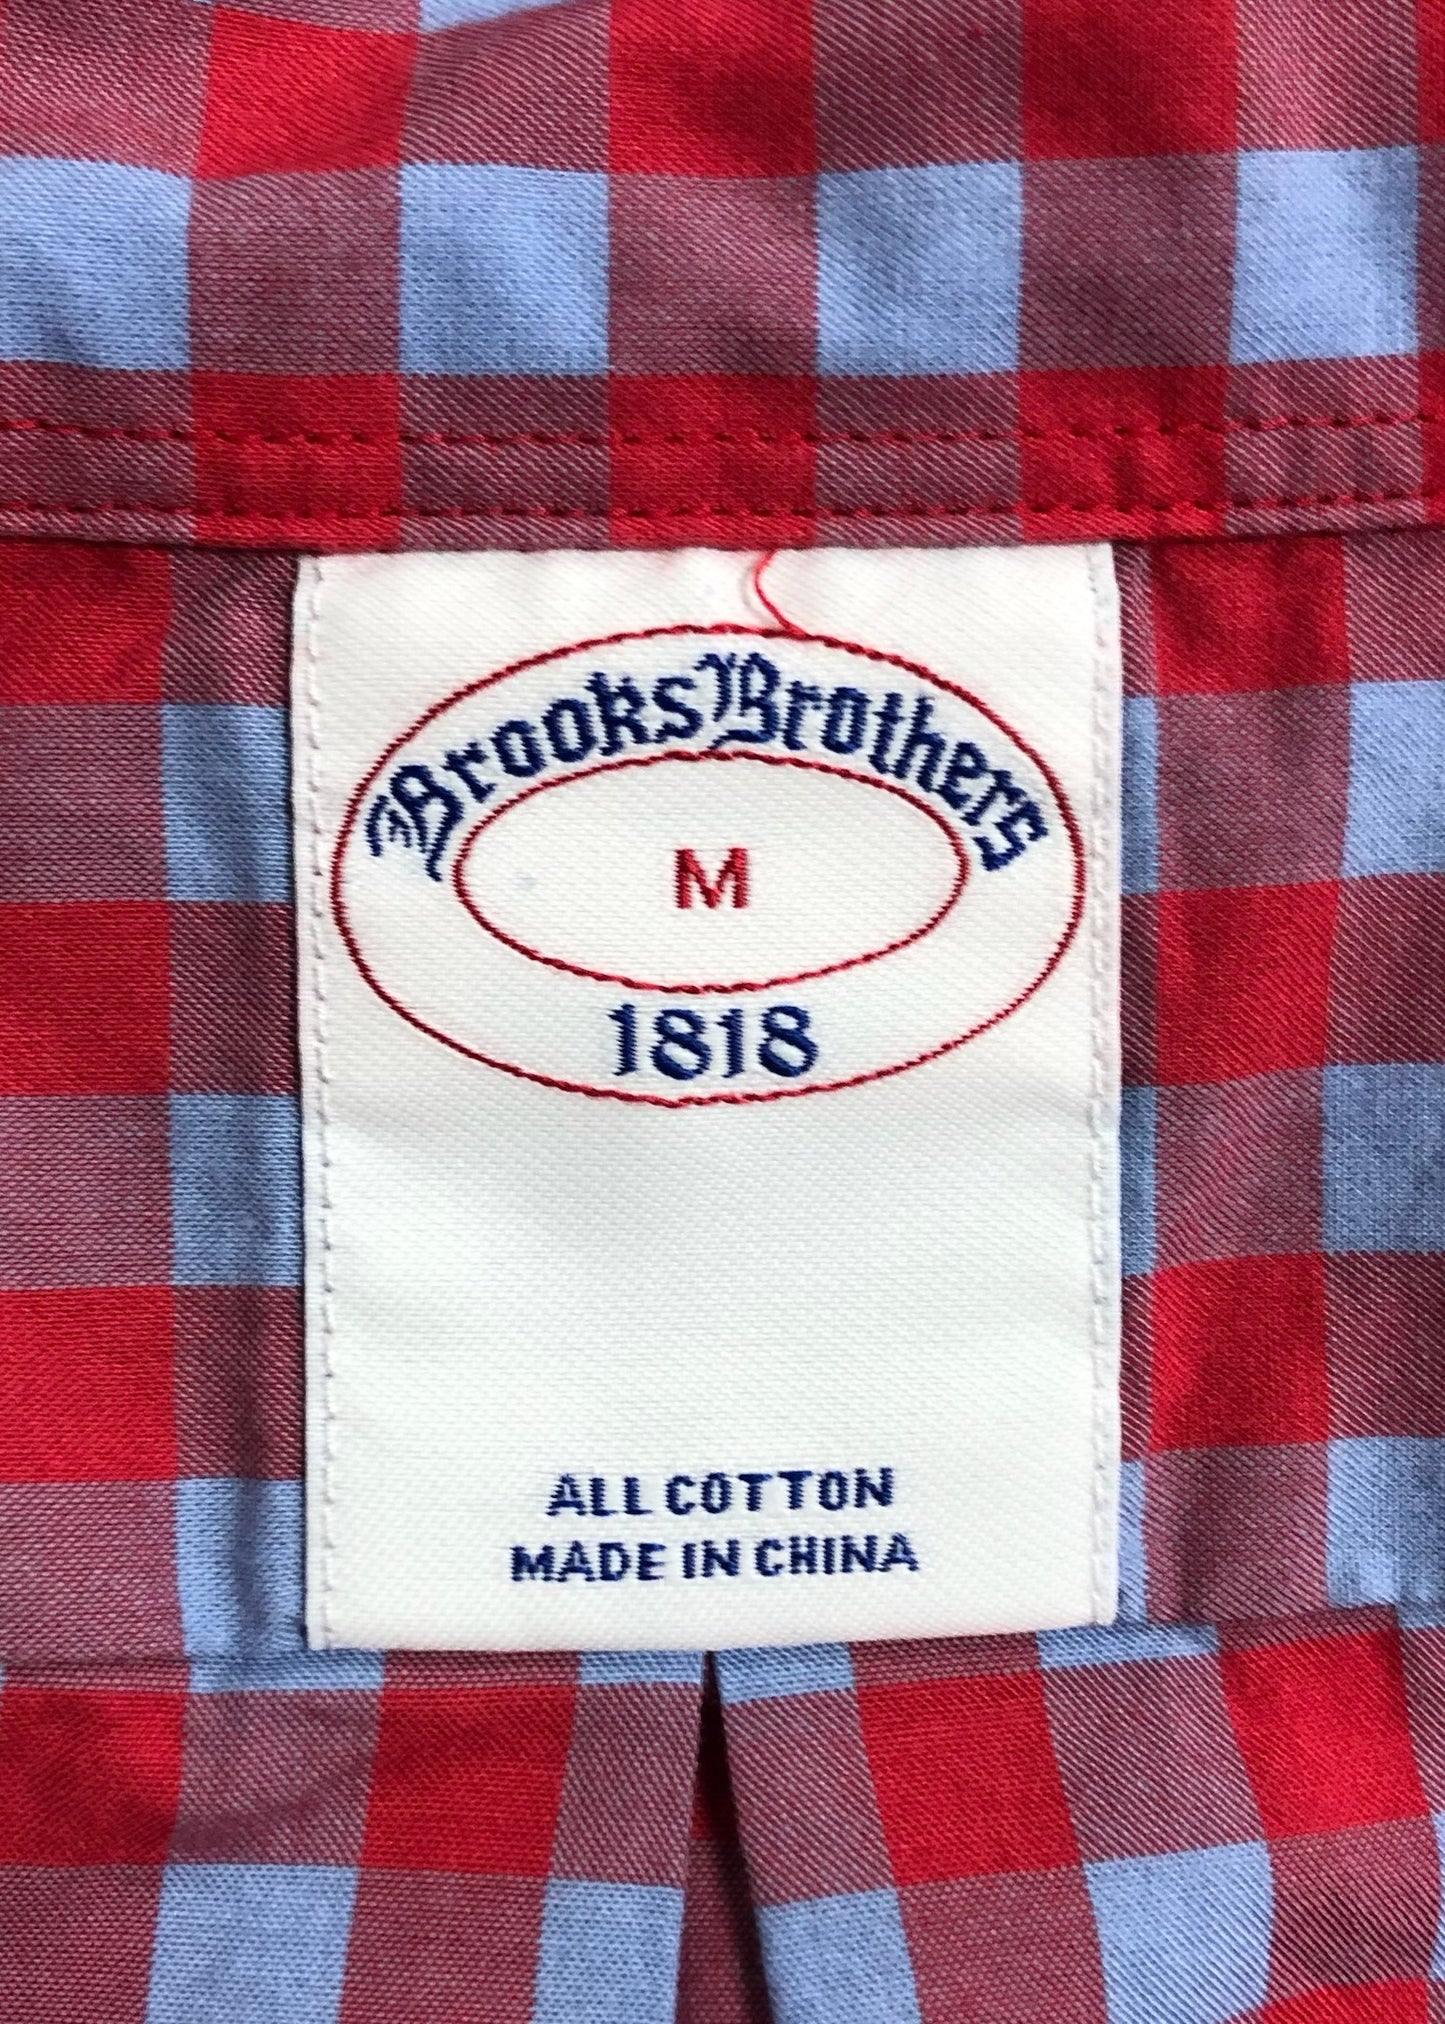 Brooks Brothers
M
1818
ALL COTTON
MADE IN CHINA